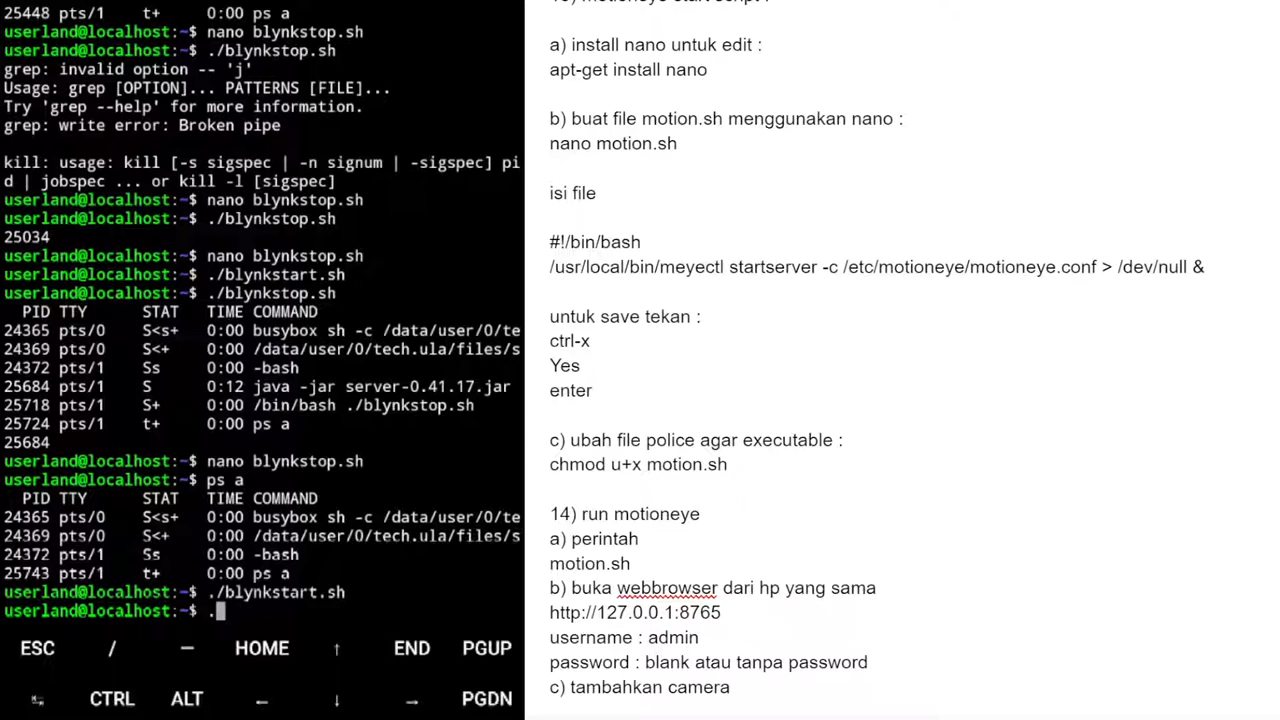 25448 pts/1    t+     0:00 ps a
userland@localhost:~$ nano blynkstop.sh
userland@localhost:~$ ./blynkstop.sh
grep: invalid option -- 'j'
Usage: grep [OPTION]... PATTERNS [FILE]...
Try 'grep --help' for more information.
grep: write error: Broken pipe
kill: usage: kill [-s sigspec | -n signum | -sigspec] pi
d | jobspec ... or kill -l [sigspec]
userland@localhost:~$ nano blynkstop.sh
userland@localhost:~$ ./blynkstop.sh
25034
userland@localhost:~$ nano blynkstop.sh
userland@localhost:~$ ./blynkstart.sh
userland@localhost:~$ ./blynkstop.sh
PID TTY      STAT   TIME COMMAND
24365 pts/0    S<s+   0:00 busybox sh -c /data/user/0/te
24369 pts/0    S<+    0:00 /data/user/0/tech.ula/files/s
24372 pts/1    Ss     0:00 -bash
25684 pts/1    S      0:12 java -jar server-0.41.17.jar
25718 pts/1    S+     0:00 /bin/bash ./blynkstop.sh
25724 pts/1    t+     0:00 ps a
25684
userland@localhost:~$ nano blynkstop.sh
userland@localhost:~$ ps a
PID TTY      STAT   TIME COMMAND
24365 pts/0    S<s+   0:00 busybox sh -c /data/user/0/te
24369 pts/0    S<+    0:00 /data/user/0/tech.ula/files/s
24372 pts/1    Ss     0:00 -bash
25743 pts/1    t+     0:00 ps a
userland@localhost:~$ ./blynkstart.sh
userland@localhost:~$ .
ESC / — HOME ↑ END PGUP
↹ CTRL ALT ← ↓ → PGDN
a) install nano untuk edit :
apt-get install nano
b) buat file motion.sh menggunakan nano :
nano motion.sh
isi file
#!/bin/bash
/usr/local/bin/meyectl startserver -c /etc/motioneye/motioneye.conf > /dev/null &
untuk save tekan :
ctrl-x
Yes
enter
c) ubah file police agar executable :
chmod u+x motion.sh
14) run motioneye
a) perintah
motion.sh
b) buka webbrowser dari hp yang sama
http://127.0.0.1:8765
username : admin
password : blank atau tanpa password
c) tambahkan camera